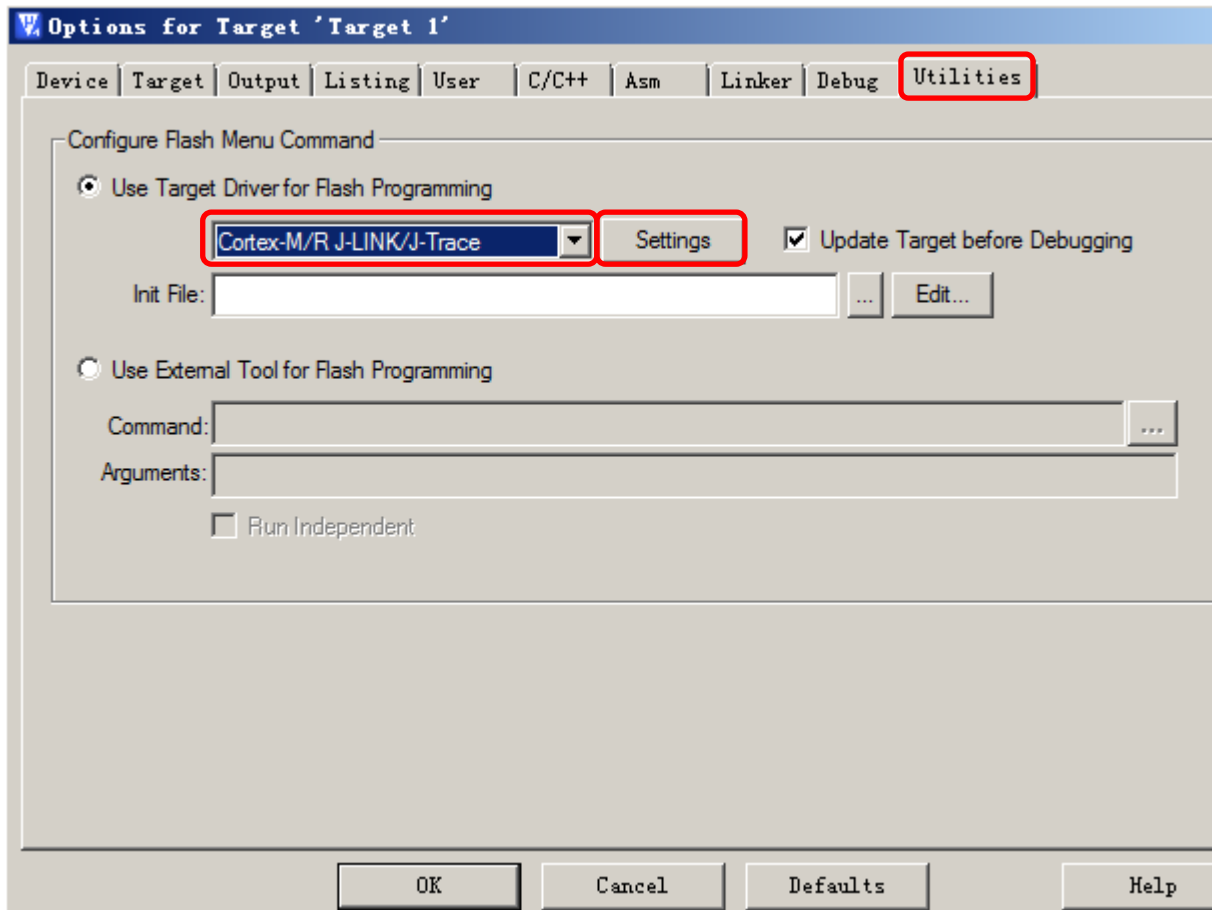 Options for Target 'Target 1'
Device Target Output Listing User C/C++ Asm Linker Debug Utilities
Configure Flash Menu Command
Use Target Driver for Flash Programming
Cortex-M/R J-LINK/J-Trace Settings Update Target before Debugging
Init File: ... Edit...
Use External Tool for Flash Programming
Command: ...
Arguments:
Run Independent
OK Cancel Defaults Help